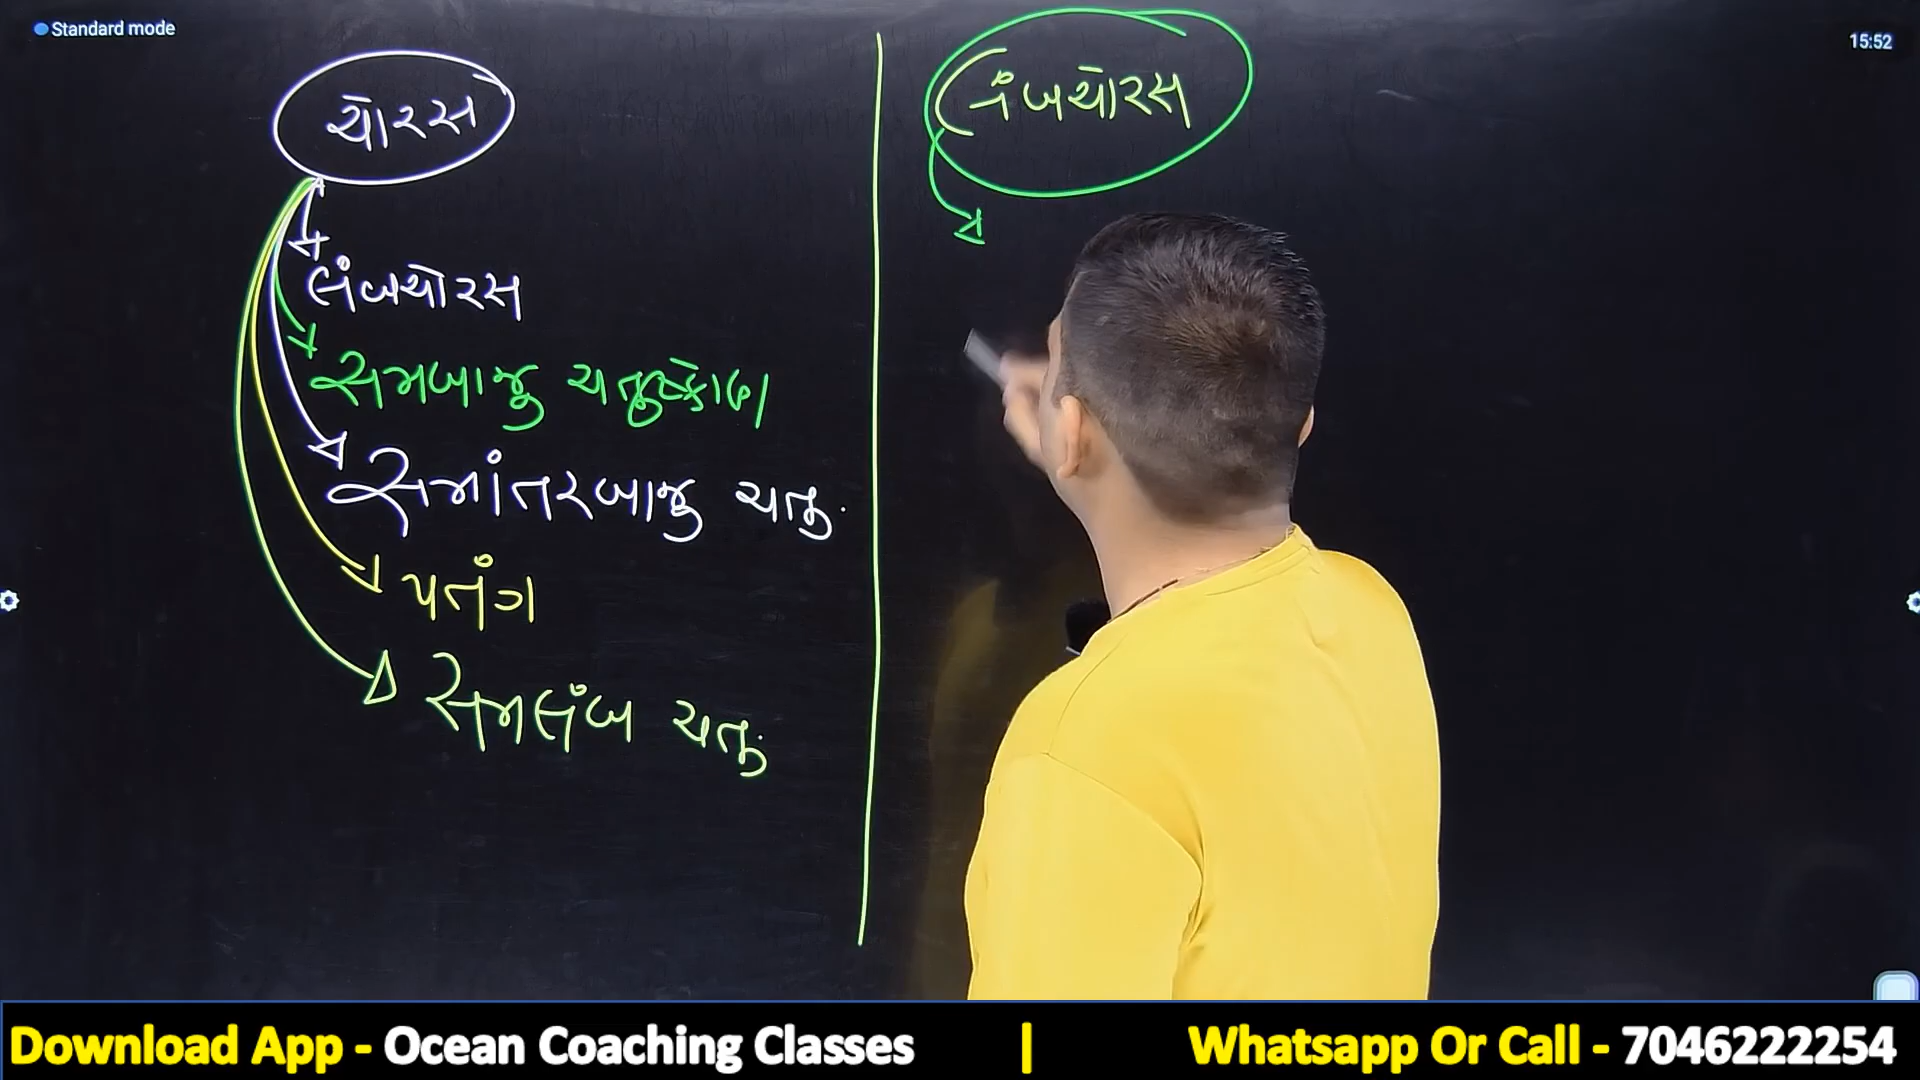 Standard mode
15:52
ચોરસ
લંબચોરસ
સમબાજુ ચતુષ્કોણ
સમાંતરબાજુ ચતુ.
પતંગ
સમલંબ ચતુ.
લંબચોરસ
Download App - Ocean Coaching Classes | Whatsapp Or Call - 7046222254